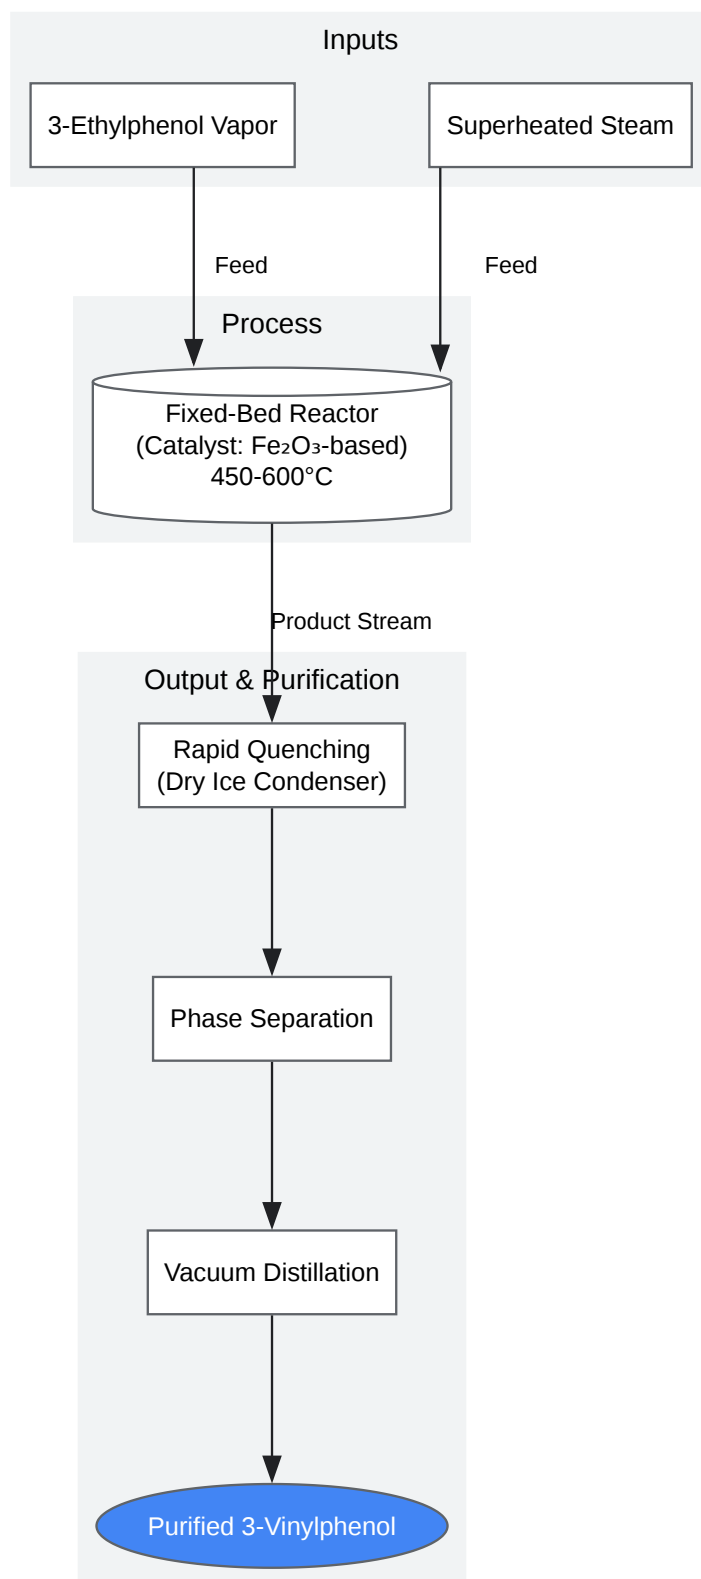 Inputs
3-Ethylphenol Vapor
Superheated Steam
Feed
Feed
Process
Fixed-Bed Reactor
(Catalyst: Fe₂O₃-based)
450-600°C
Product Stream
Output & Purification
Rapid Quenching
(Dry Ice Condenser)
Phase Separation
Vacuum Distillation
Purified 3-Vinylphenol